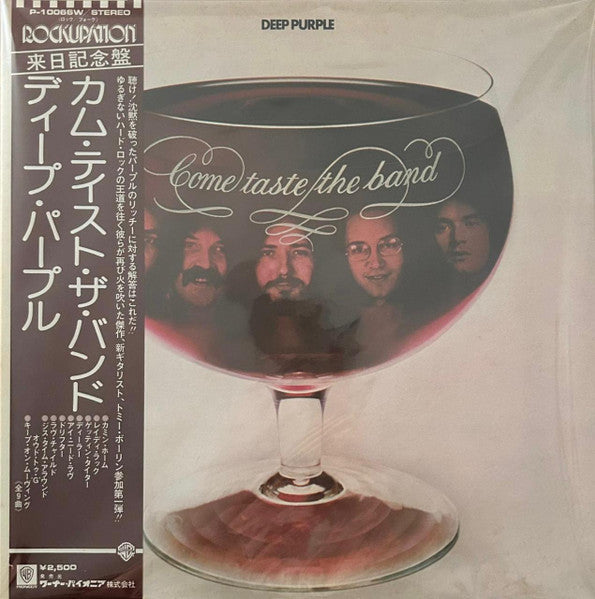 P-10066W/STEREO
(ロック フォーク)
ROCKUPATION
来日記念盤
聴け!沈黙を破ったパープルのリッチーに対する解答はこれだ!!
ゆるぎないハード・ロックの王道を往く彼らが再び火を吹いた傑作、新ギタリスト、トミー・ボーリン参加第一弾!!
カム・テイスト・ザ・バンド
ディープ・パープル
●カミン・ホーム
●レイディ・ラック
●ゲッティン・タイター
●ディーラー
●アイ・ニード・ラヴ
●ドリフター
●ラヴ・チャイルド
●ジス・タイム・アラウンド
オウド・トゥ・'G'
●キープ・オン・ムーヴィング
〈全9曲〉
¥2,500
発売元
PIONEER
ワーナー・パイオニア株式会社
DEEP PURPLE
Come taste the band